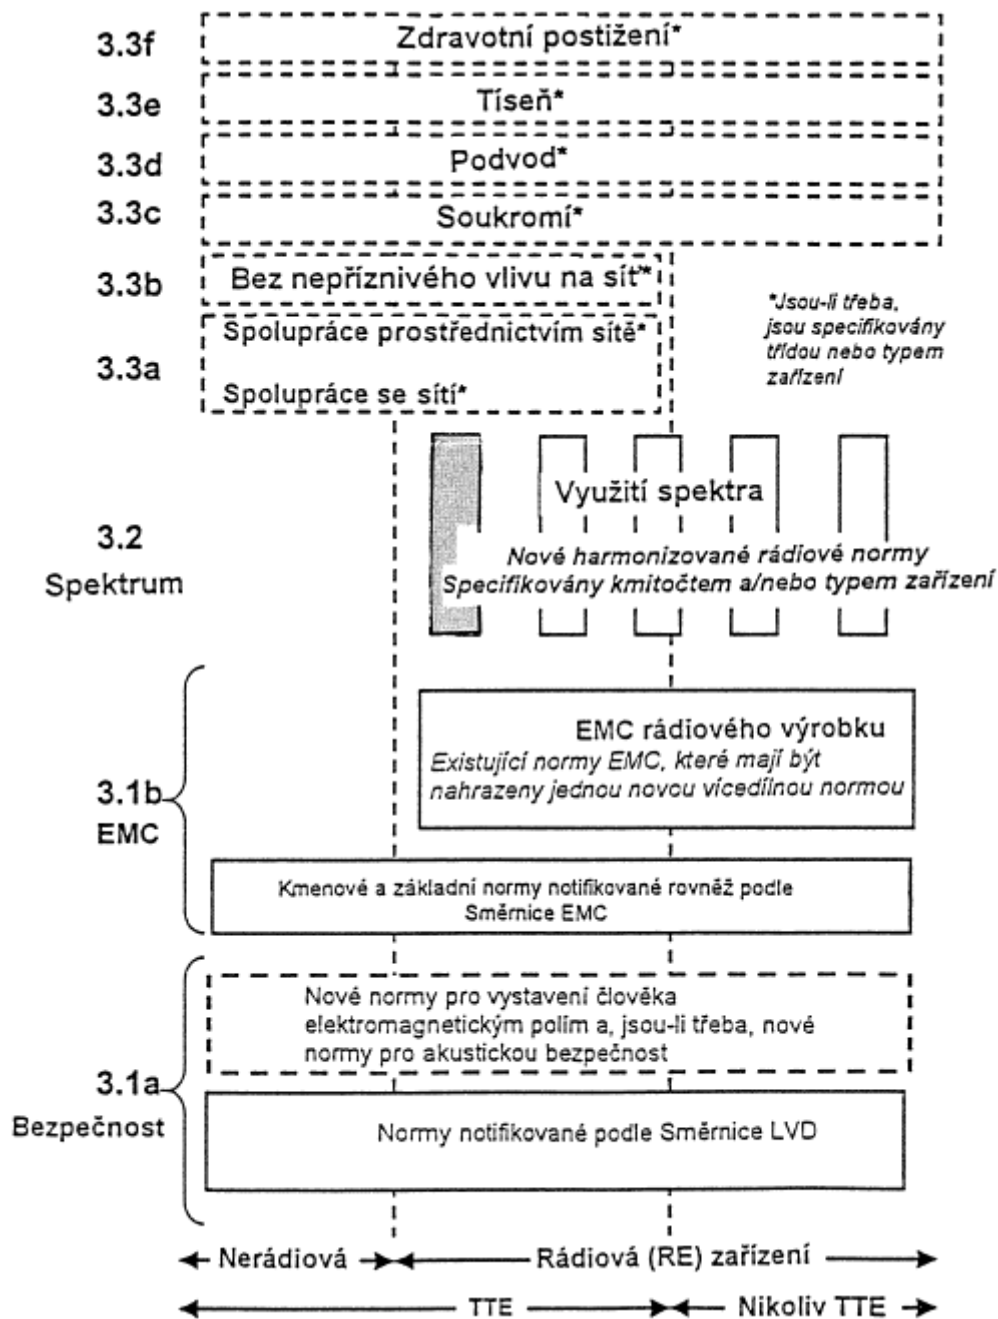 3.3f
Zdravotní postižení*
3.3e
Tíseň*
3.3d
Podvod*
3.3c
Soukromí*
3.3b
Bez nepříznivého vlivu na síť*
3.3a
Spolupráce prostřednictvím sítě*
Spolupráce se sítí*
*Jsou-li třeba,
jsou specifikovány
třídou nebo typem
zařízení
3.2
Spektrum
Využití spektra
Nové harmonizované rádiové normy
Specifikovány kmitočtem a/nebo typem zařízení
3.1b
EMC
EMC rádiového výrobku
Existující normy EMC, které mají být
nahrazeny jednou novou vícedílnou normou
Kmenové a základní normy notifikované rovněž podle
Směrnice EMC
3.1a
Bezpečnost
Nové normy pro vystavení člověka
elektromagnetickým polím a, jsou-li třeba, nové
normy pro akustickou bezpečnost
Normy notifikované podle Směrnice LVD
Nerádiová
Rádiová (RE) zařízení
TTE
Nikoliv TTE